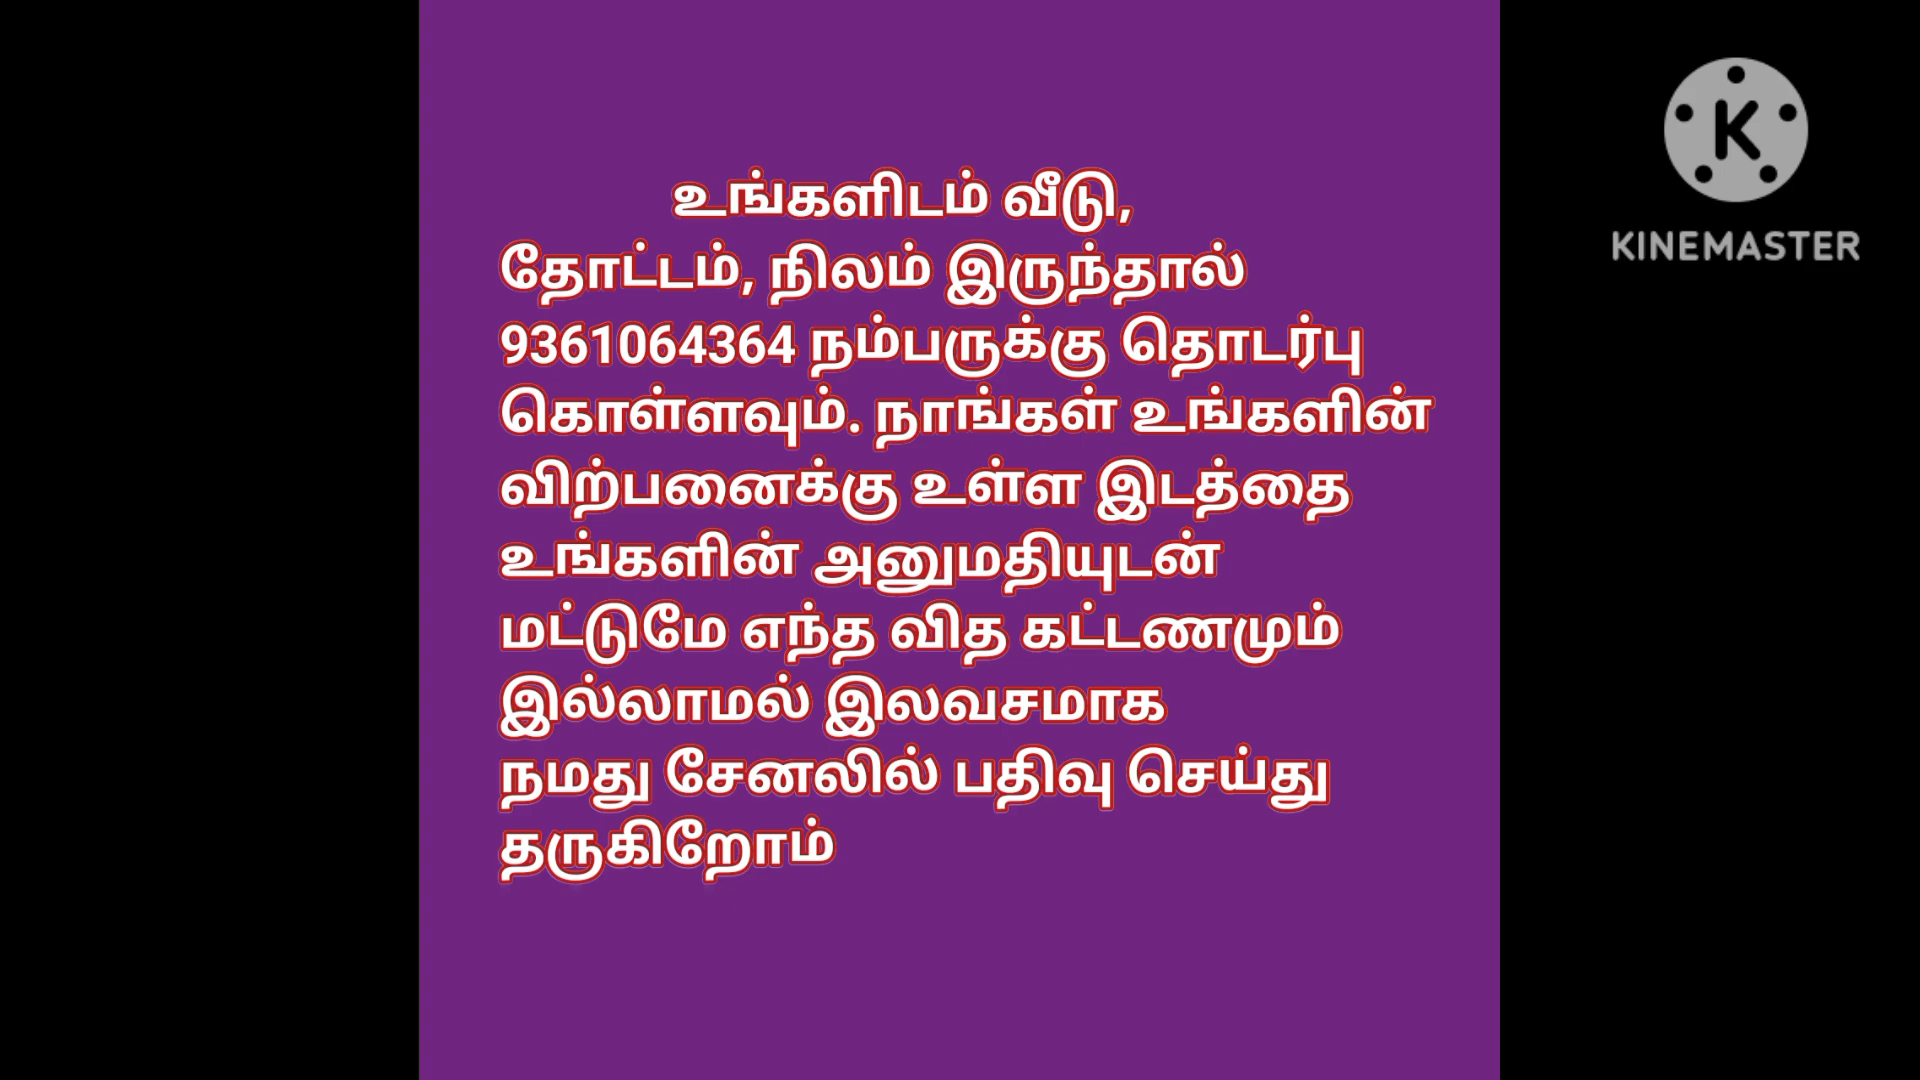 உங்களிடம் வீடு,
தோட்டம், நிலம் இருந்தால்
9361064364 நம்பருக்கு தொடர்பு
கொள்ளவும். நாங்கள் உங்களின்
விற்பனைக்கு உள்ள இடத்தை
உங்களின் அனுமதியுடன்
மட்டுமே எந்த வித கட்டணமும்
இல்லாமல் இலவசமாக
நமது சேனலில் பதிவு செய்து
தருகிறோம்
K
KINEMASTER